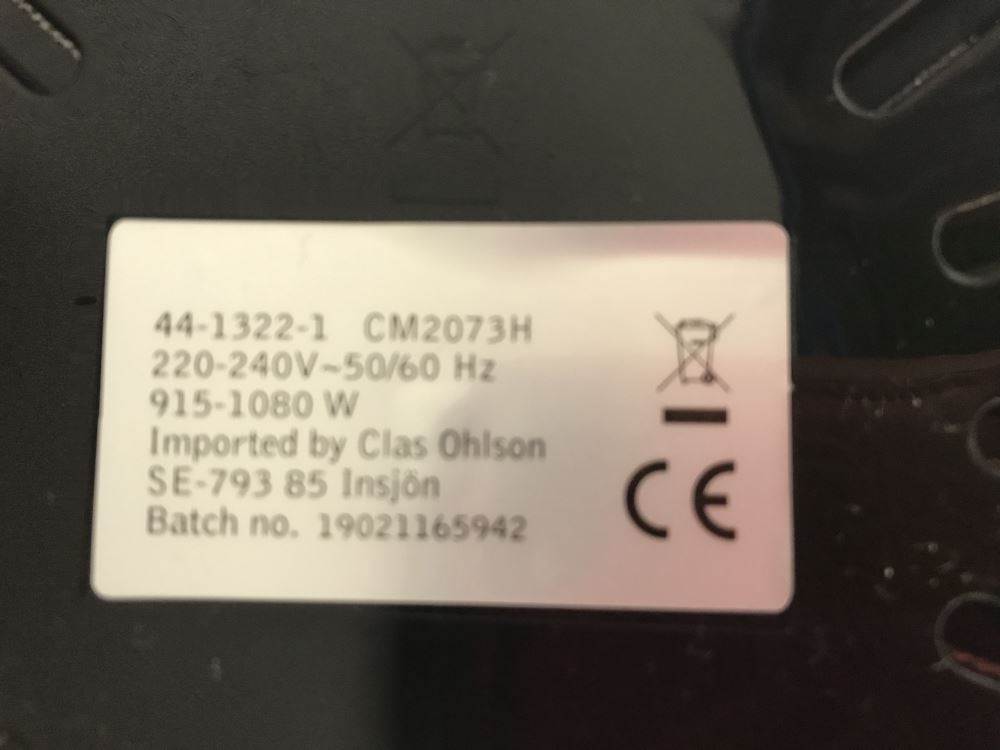 44-1322-1 CM2073H
220-240V~50/60 Hz
915-1080 W
Imported by Clas Ohlson
SE-793 85 Insjön
Batch no. 19021165942
CE